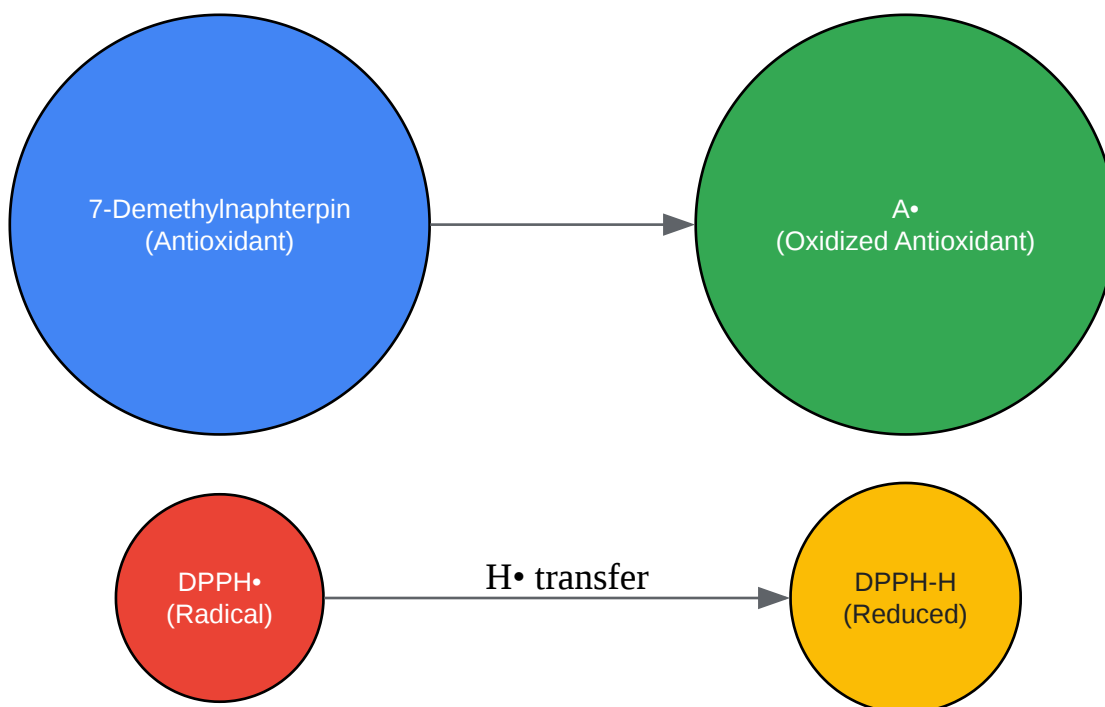 7-Demethylnaphterpin
(Antioxidant)
A•
(Oxidized Antioxidant)
DPPH•
(Radical)
H• transfer
DPPH-H
(Reduced)